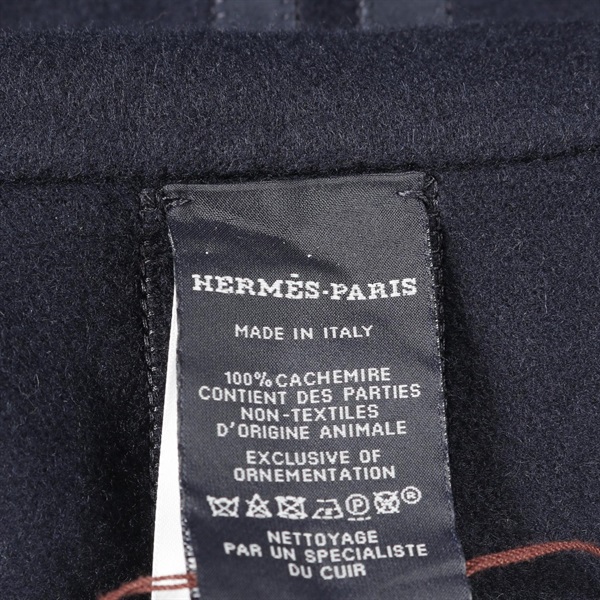 HERMÈS-PARIS
MADE IN ITALY
100% CACHEMIRE
CONTIENT DES PARTIES
NON-TEXTILES
D'ORIGINE ANIMALE
EXCLUSIVE OF
ORNEMENTATION
P ®
NETTOYAGE
PAR UN SPECIALISTE
DU CUIR